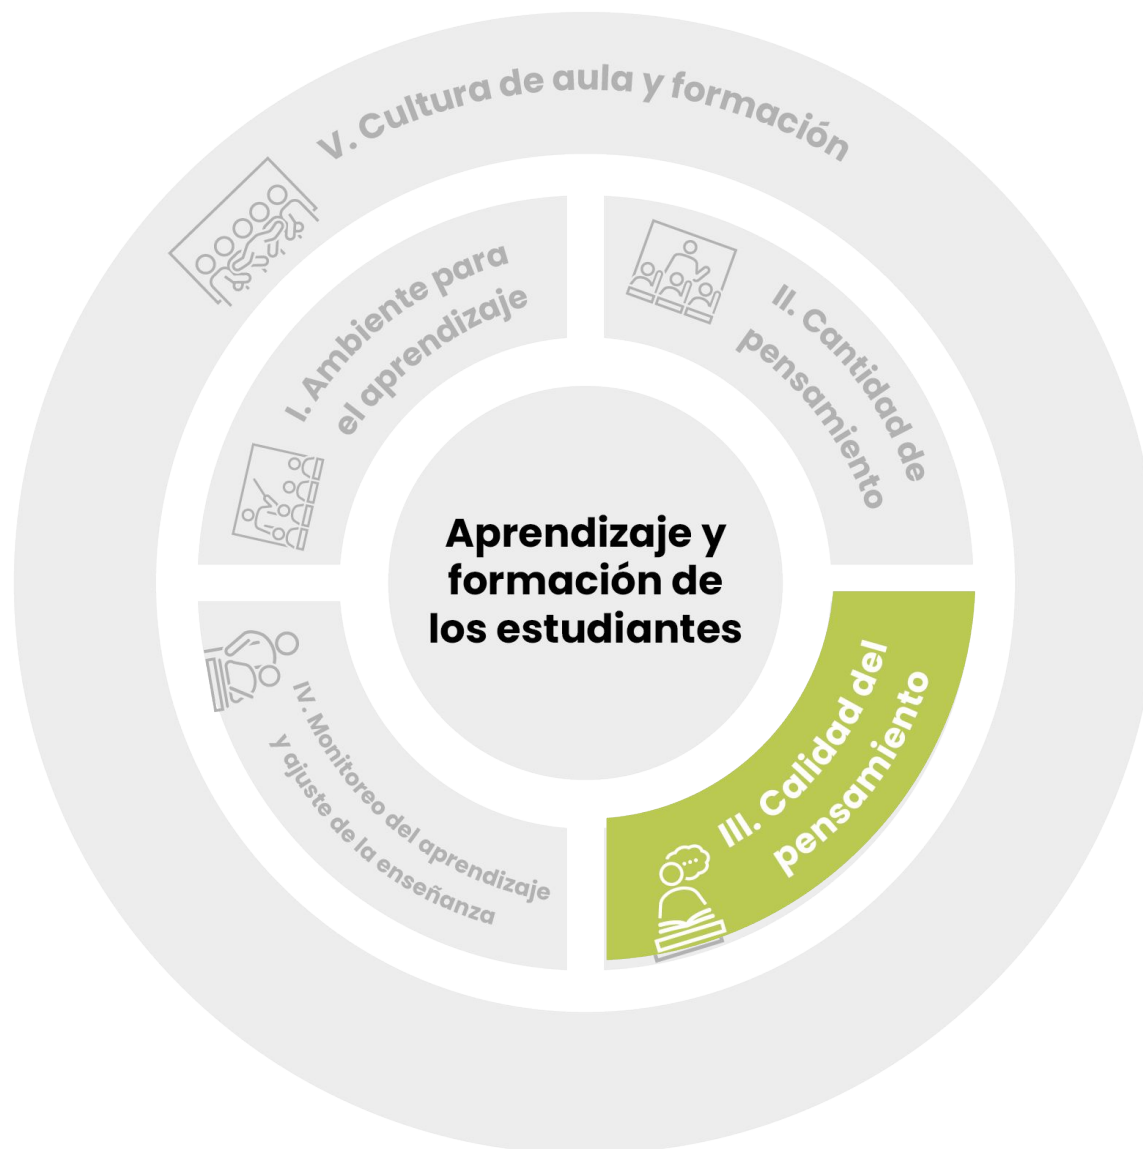 V. Cultura de aula y formación
I. Ambiente para
el aprendizaje
II. Cantidad de
pensamiento
Aprendizaje y
formación de
los estudiantes
III. Calidad del
pensamiento
IV. Monitoreo del aprendizaje
y ajuste de la enseñanza